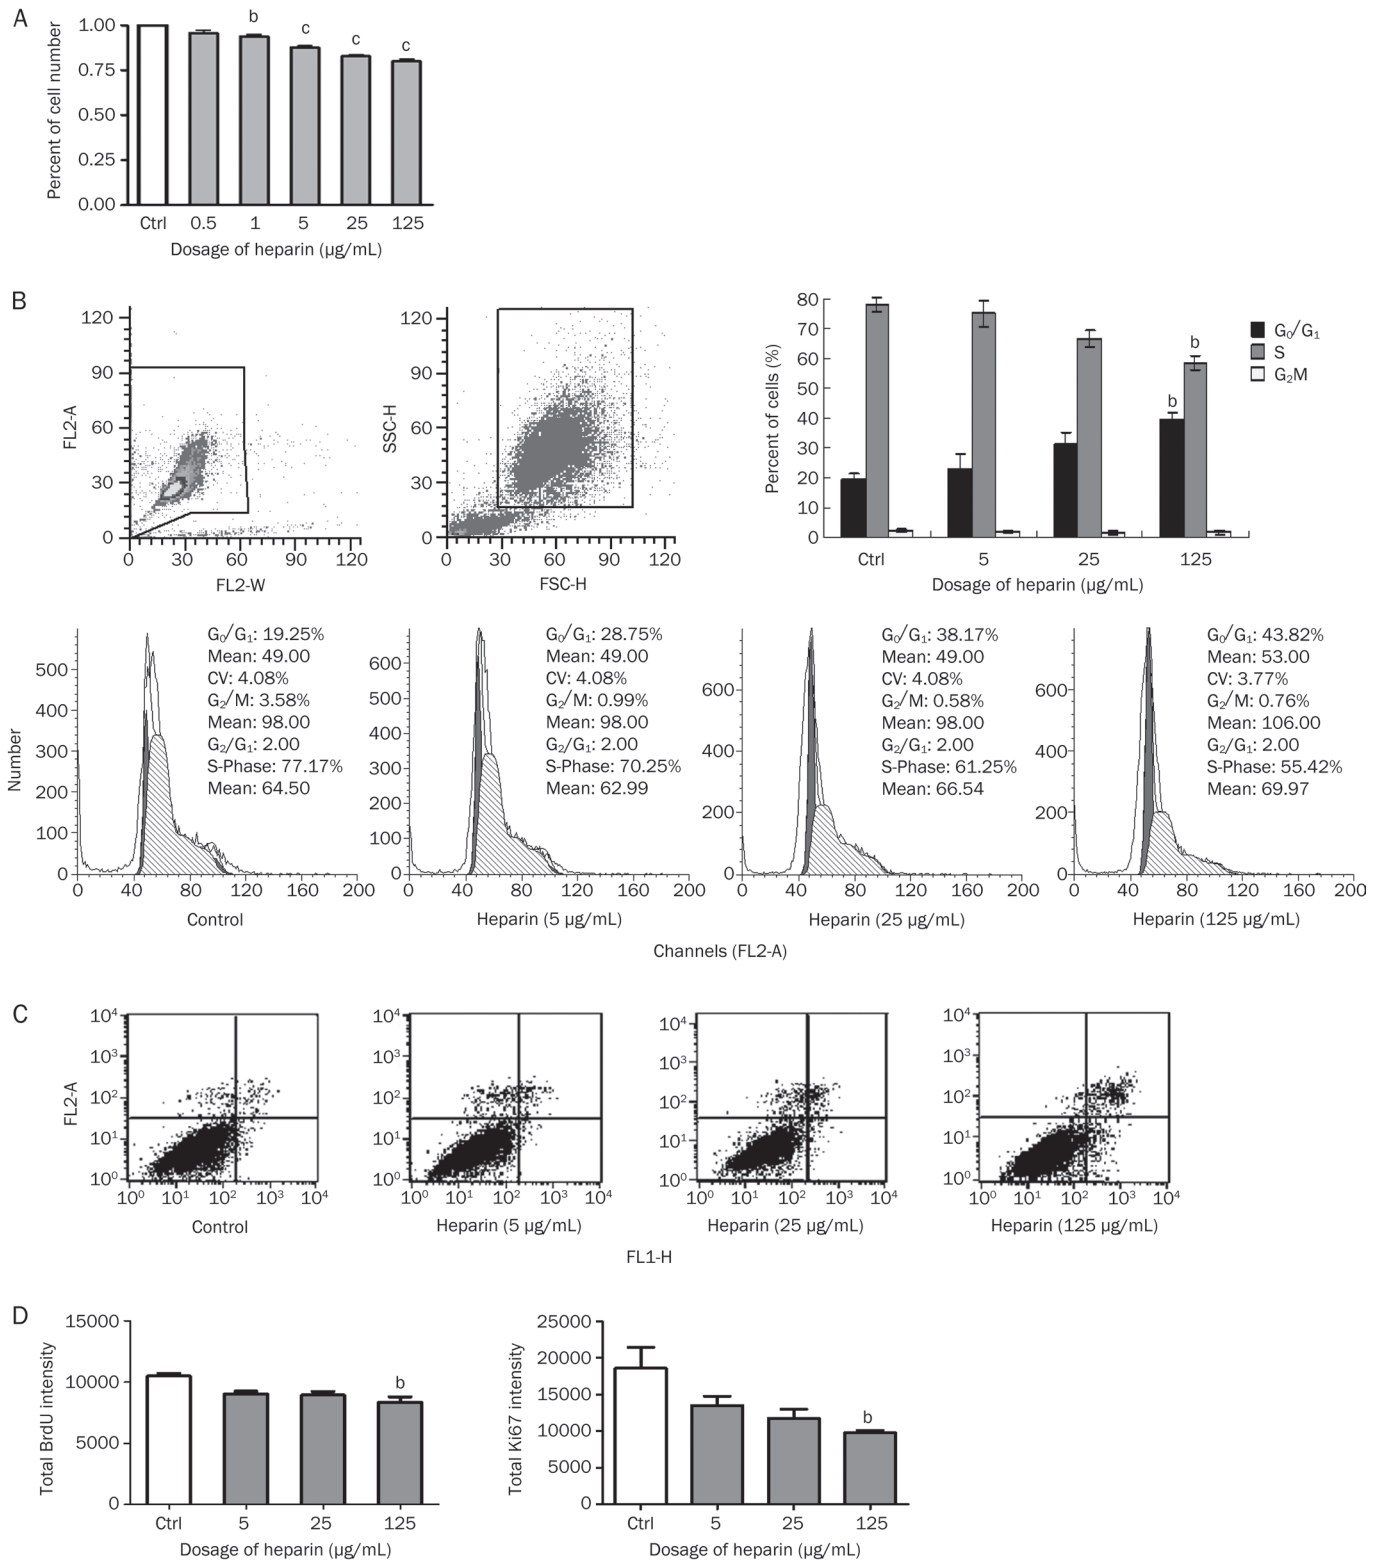 A
Percent of cell number
1.00
0.75
0.50
0.25
0.00
b
c
c
c
Ctrl 0.5 1 5 25 125
Dosage of heparin (µg/mL)
B
FL2-A
120
90
60
30
0
0 30 60 90 120
FL2-W
SSC-H
120
90
60
30
0
0 30 60 90 120
FSC-H
Percent of cells (%)
80
70
60
50
40
30
20
10
0
b
b
G₀/G₁
S
G₂M
Ctrl 5 25 125
Dosage of heparin (µg/mL)
Number
500
400
300
200
100
0
0 40 80 120 160 200
G₀/G₁: 19.25%
Mean: 49.00
CV: 4.08%
G₂/M: 3.58%
Mean: 98.00
G₂/G₁: 2.00
S-Phase: 77.17%
Mean: 64.50
Control
600
500
400
300
200
100
0
0 40 80 120 160 200
G₀/G₁: 28.75%
Mean: 49.00
CV: 4.08%
G₂/M: 0.99%
Mean: 98.00
G₂/G₁: 2.00
S-Phase: 70.25%
Mean: 62.99
Heparin (5 µg/mL)
600
400
200
0
0 40 80 120 160 200
G₀/G₁: 38.17%
Mean: 49.00
CV: 4.08%
G₂/M: 0.58%
Mean: 98.00
G₂/G₁: 2.00
S-Phase: 61.25%
Mean: 66.54
Heparin (25 µg/mL)
600
400
200
0
0 40 80 120 160 200
G₀/G₁: 43.82%
Mean: 53.00
CV: 3.77%
G₂/M: 0.76%
Mean: 106.00
G₂/G₁: 2.00
S-Phase: 55.42%
Mean: 69.97
Heparin (125 µg/mL)
Channels (FL2-A)
C
FL2-A
10⁴
10³
10²
10¹
10⁰
10⁰ 10¹ 10² 10³ 10⁴
Control
10⁴
10³
10²
10¹
10⁰
10⁰ 10¹ 10² 10³ 10⁴
Heparin (5 µg/mL)
10⁴
10³
10²
10¹
10⁰
10⁰ 10¹ 10² 10³ 10⁴
Heparin (25 µg/mL)
10⁴
10³
10²
10¹
10⁰
10⁰ 10¹ 10² 10³ 10⁴
Heparin (125 µg/mL)
FL1-H
D
Total BrdU intensity
15000
10000
5000
0
b
Ctrl 5 25 125
Dosage of heparin (µg/mL)
Total Ki67 intensity
25000
20000
15000
10000
5000
0
b
Ctrl 5 25 125
Dosage of heparin (µg/mL)